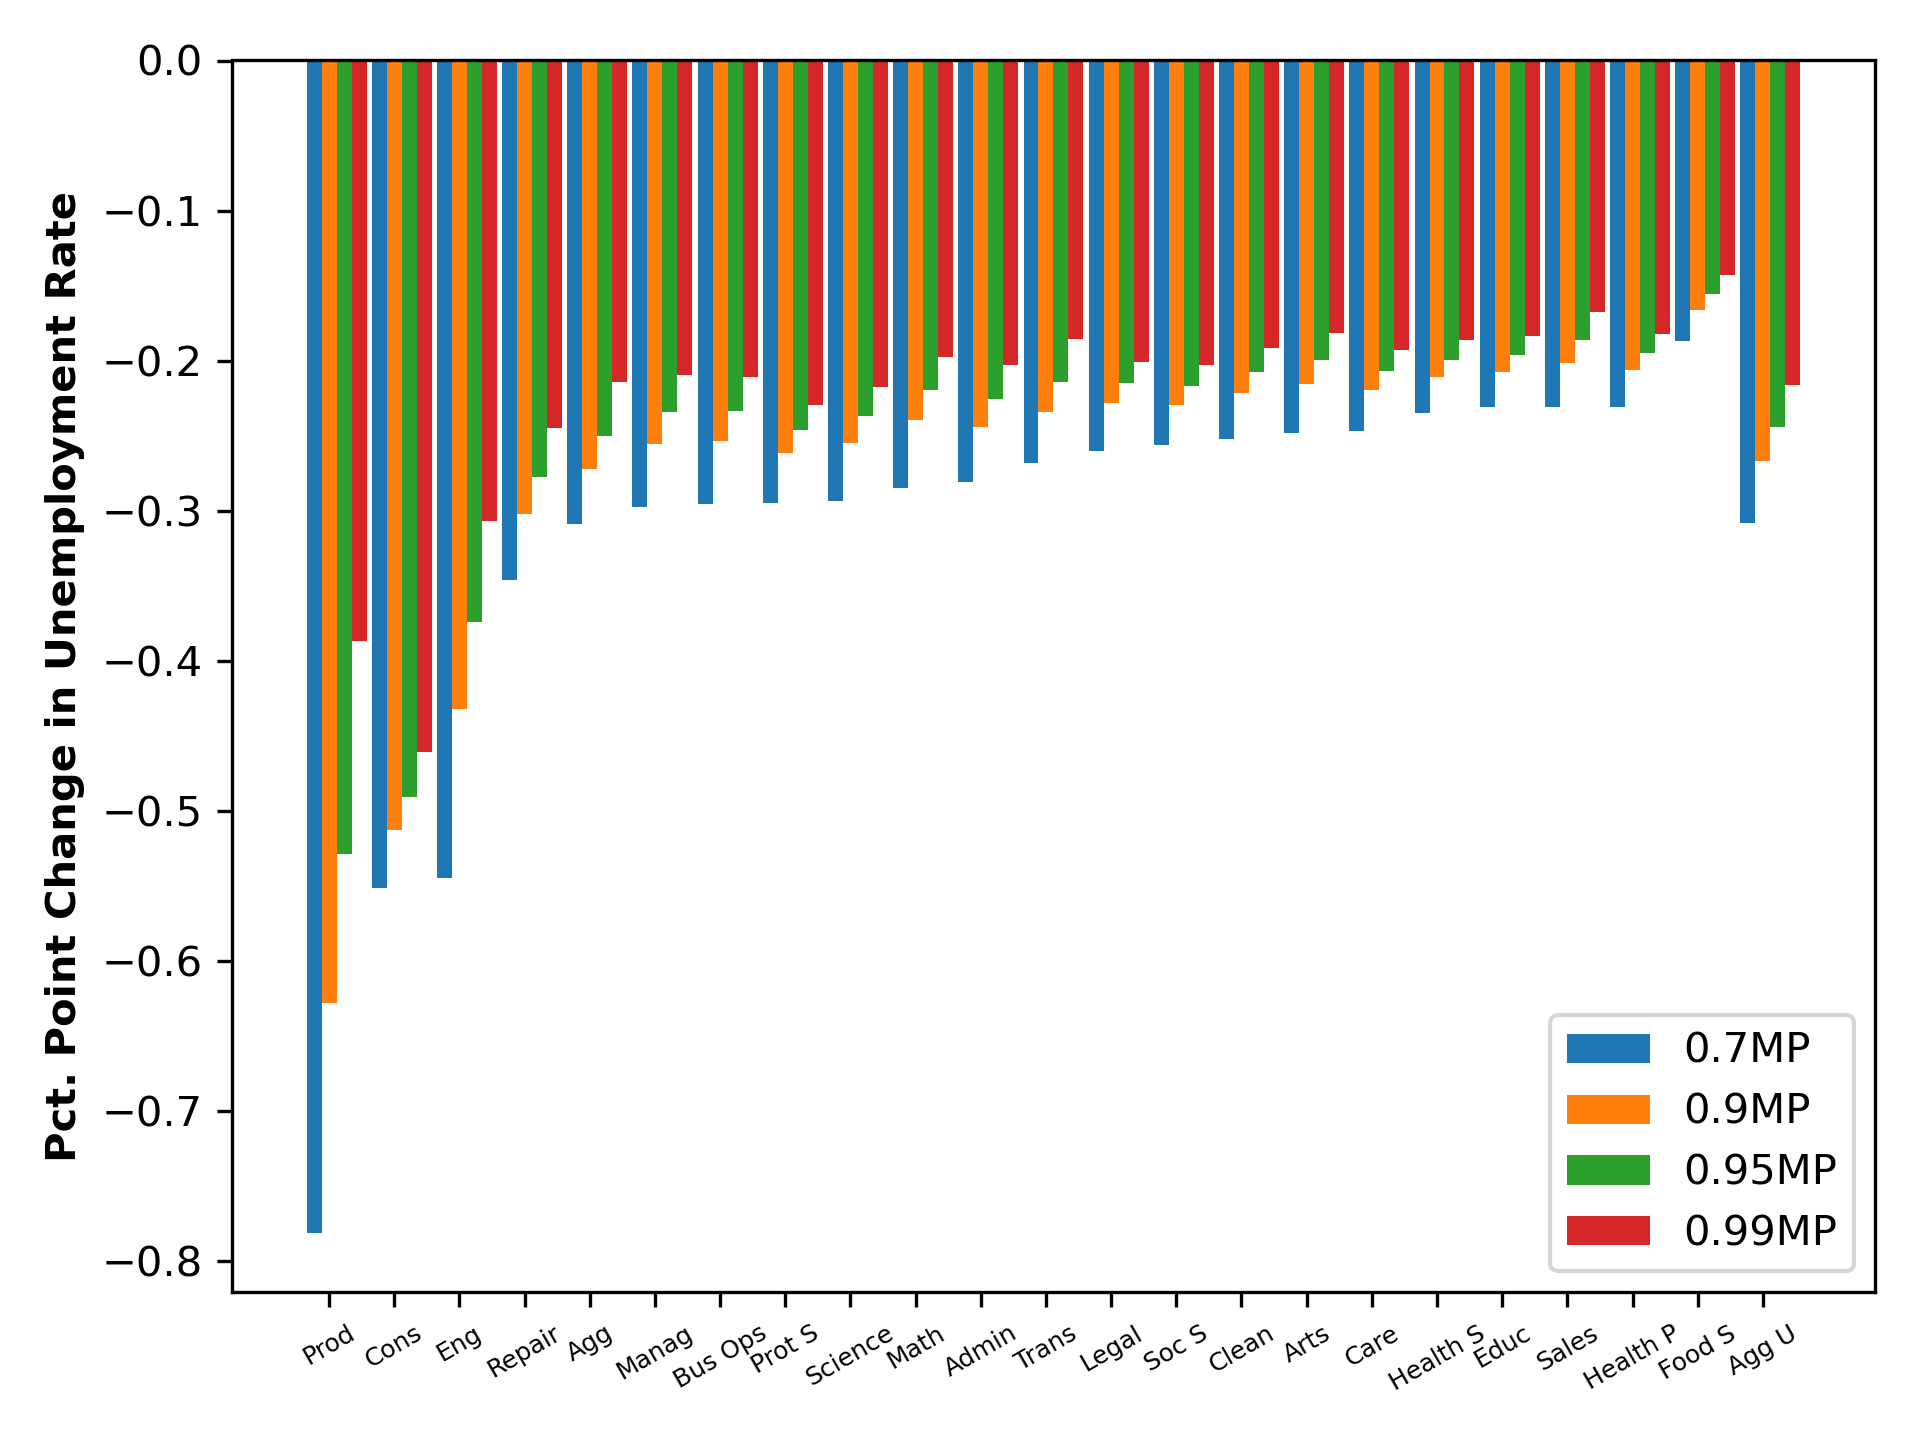 Pct. Point Change in Unemployment Rate
0.0
−0.1
−0.2
−0.3
−0.4
−0.5
−0.6
−0.7
−0.8
Prod
Cons
Eng
Repair
Agg
Manag
Bus Ops
Prot S
Science
Math
Admin
Trans
Legal
Soc S
Clean
Arts
Care
Health S
Educ
Sales
Health P
Food S
Agg U
0.7MP
0.9MP
0.95MP
0.99MP